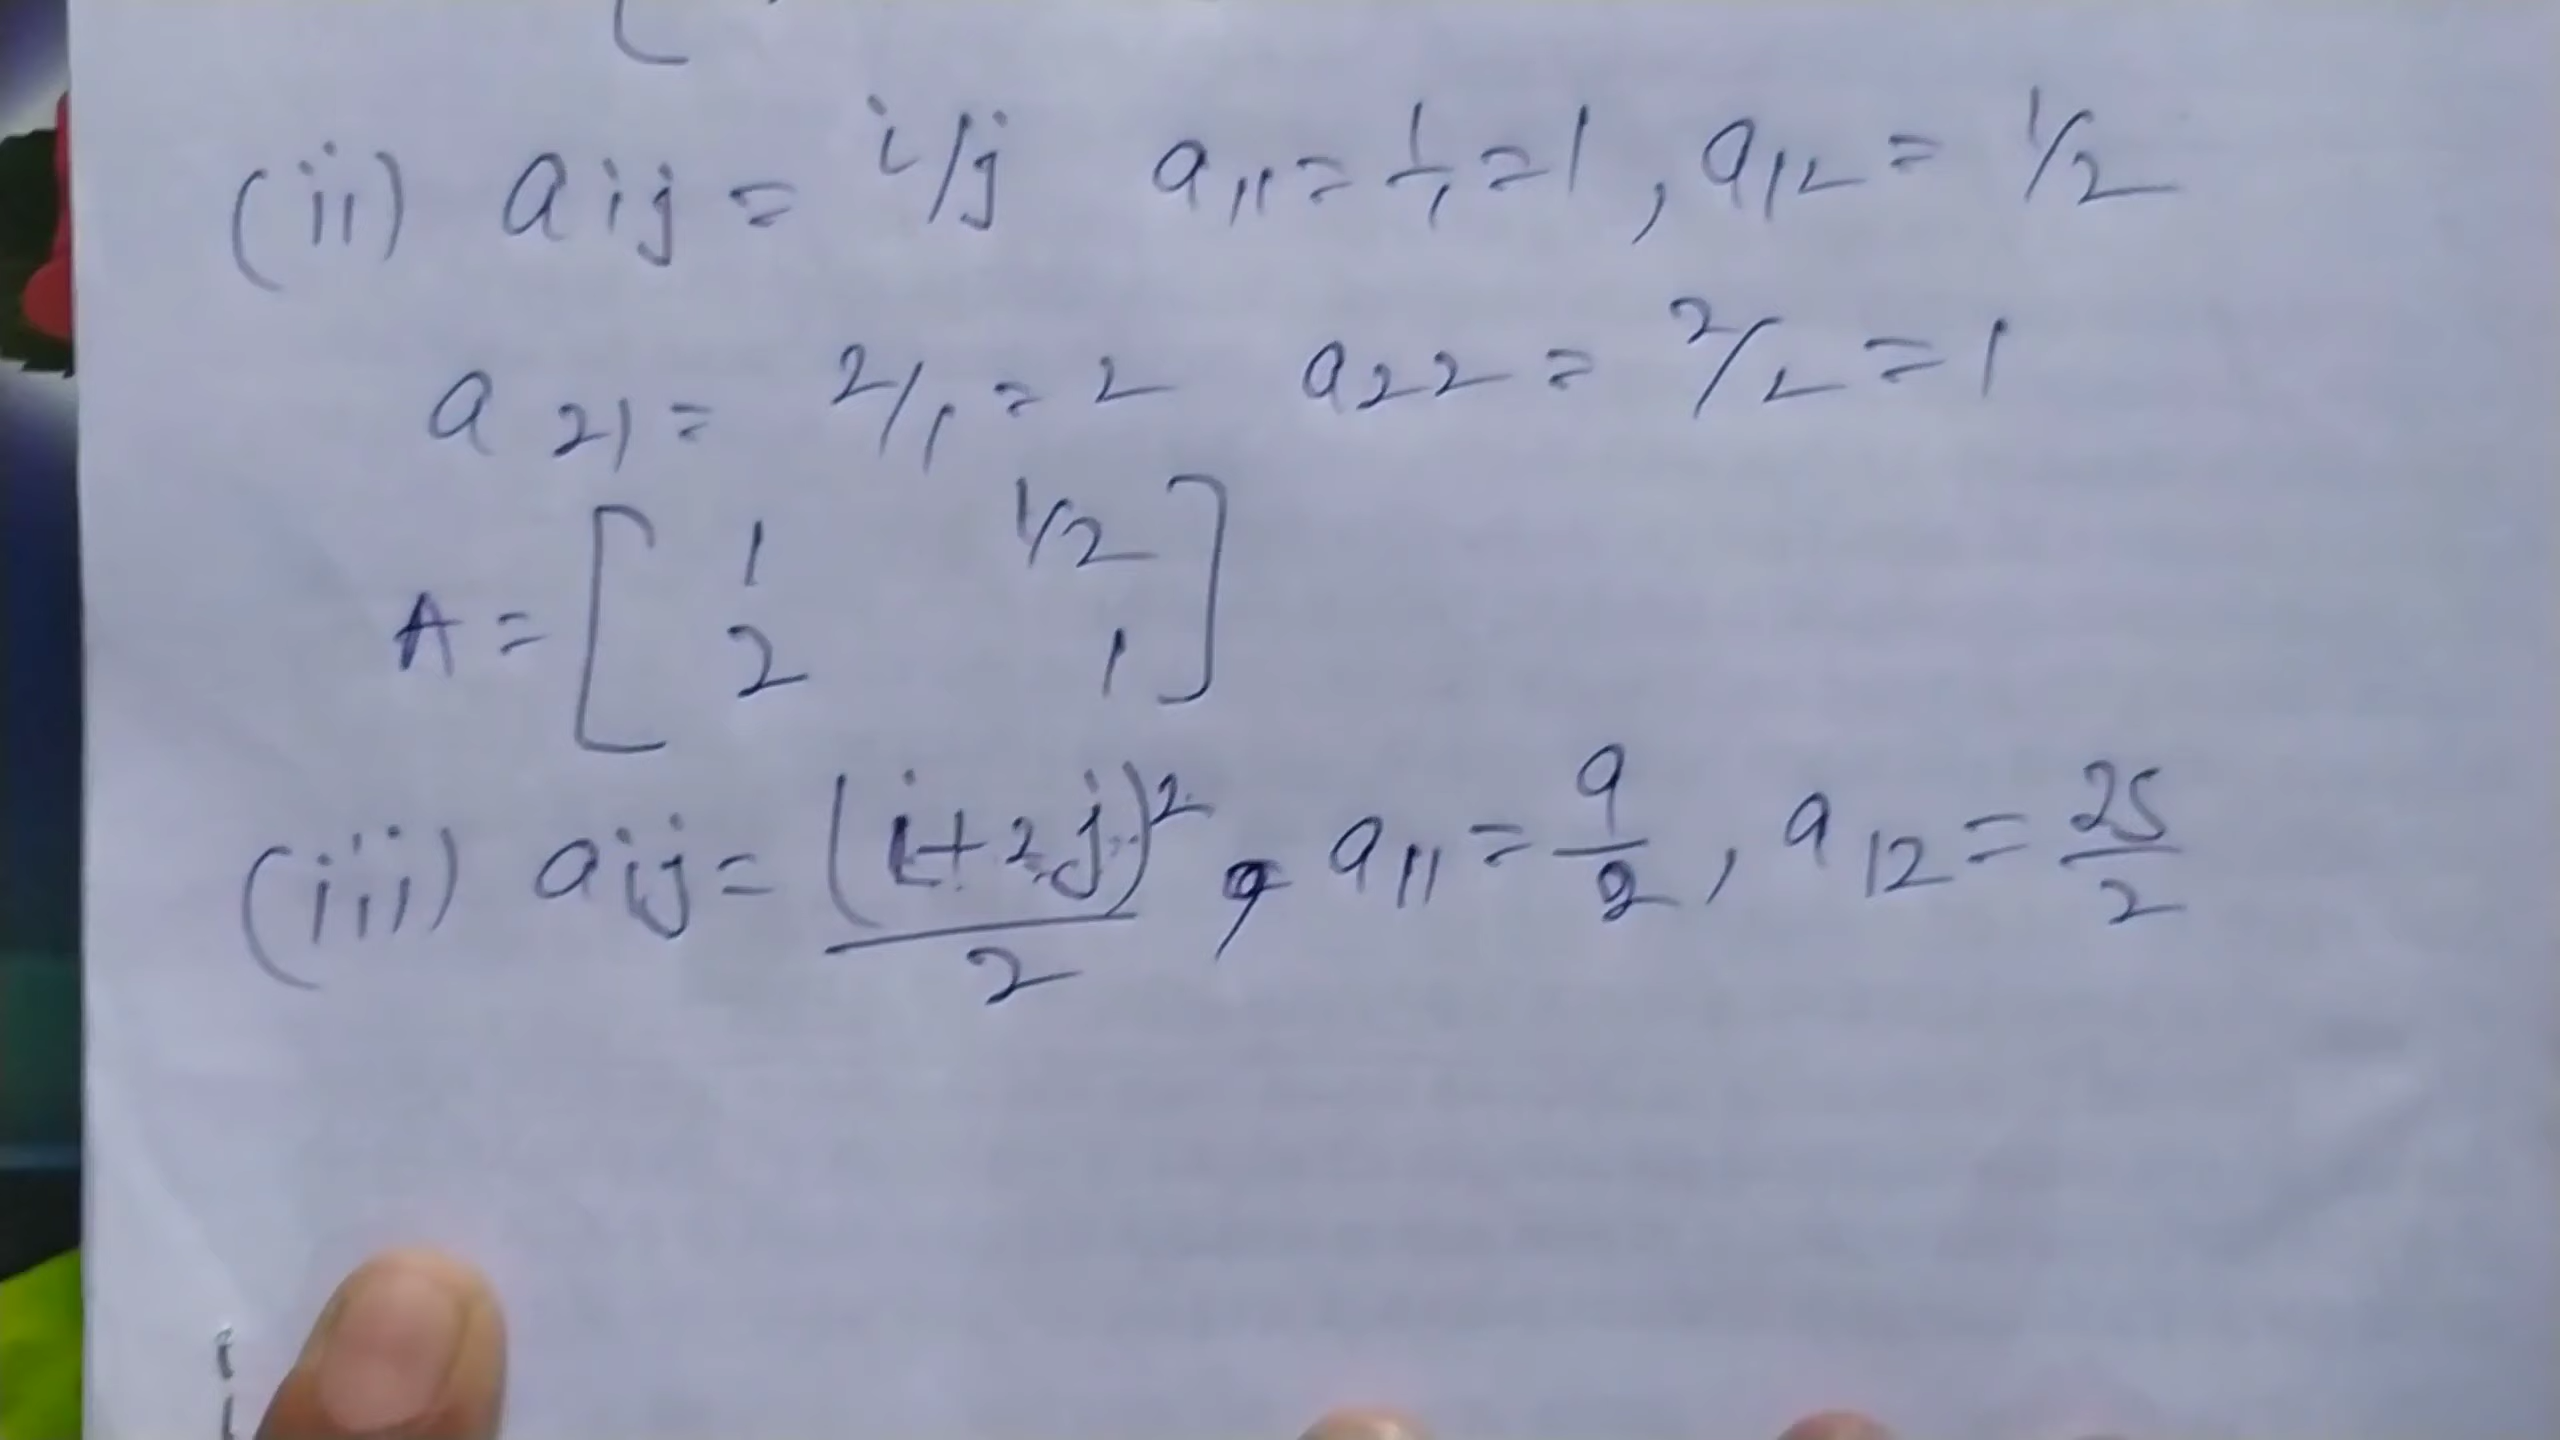 (ii) aij = i/j a11 = 1/1 = 1, a12 = 1/2
a21 = 2/1 = 2 a22 = 2/2 = 1
A = [ 1 1/2
2 1 ]
(iii) aij = (i+2j)²/2, a11 = 9/2, a12 = 25/2
i